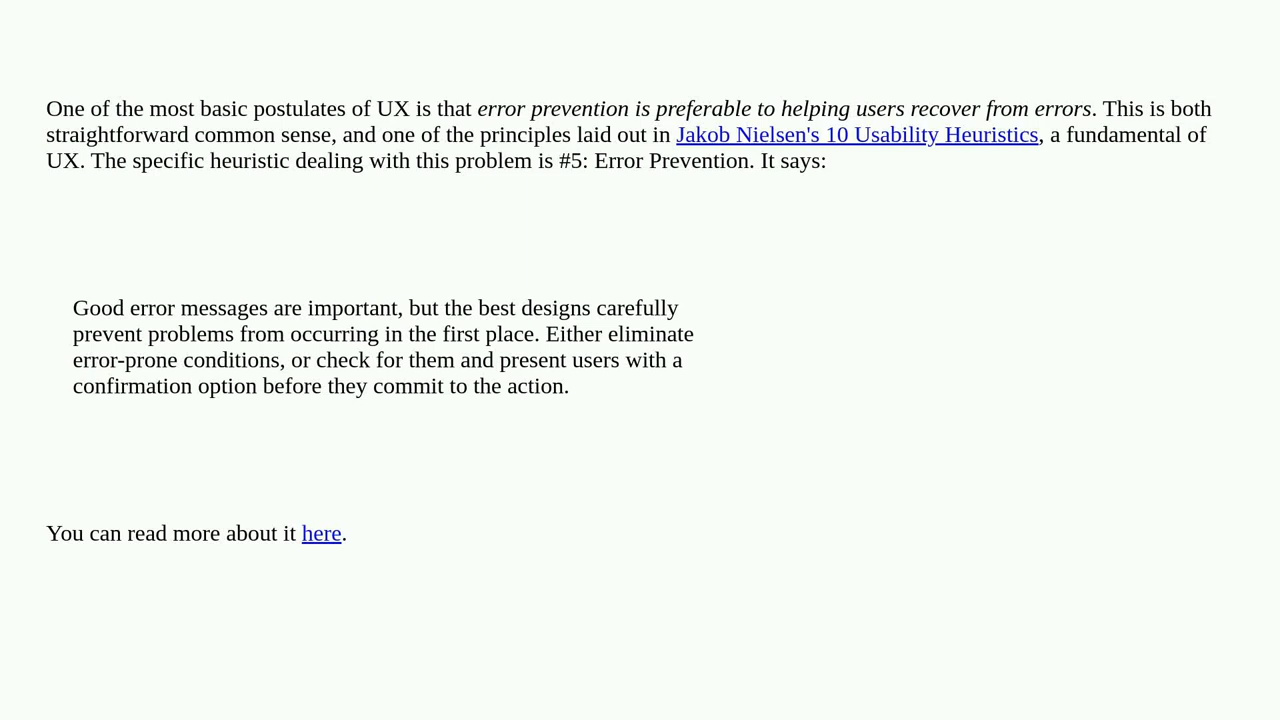 One of the most basic postulates of UX is that error prevention is preferable to helping users recover from errors. This is both
straightforward common sense, and one of the principles laid out in Jakob Nielsen's 10 Usability Heuristics, a fundamental of
UX. The specific heuristic dealing with this problem is #5: Error Prevention. It says:
Good error messages are important, but the best designs carefully
prevent problems from occurring in the first place. Either eliminate
error-prone conditions, or check for them and present users with a
confirmation option before they commit to the action.
You can read more about it here.